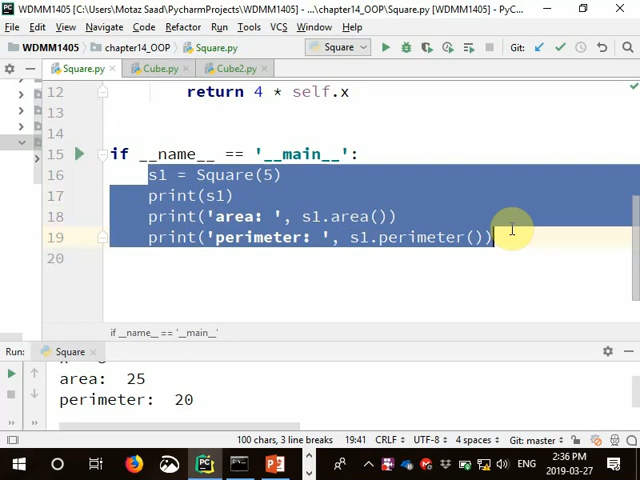 WDMM1405 [C:\Users\Motaz Saad\PycharmProjects\WDMM1405] - ...\chapter14_OOP\Square.py - PyC...
File Edit View Navigate Code Refactor Run Tools VCS Window Help
WDMM1405 chapter14_OOP Square.py Square Git:
Square.py Cube.py Cube2.py
12 return 4 * self.x
13
14
15 if __name__ == '__main__':
16 s1 = Square(5)
17 print(s1)
18 print('area: ', s1.area())
19 print('perimeter: ', s1.perimeter())
20
if __name__ == '__main__'
Run: Square
area:  25
perimeter:  20
100 chars, 3 line breaks 19:41 CRLF UTF-8 4 spaces Git: master
2:36 PM
ENG
2019-03-27